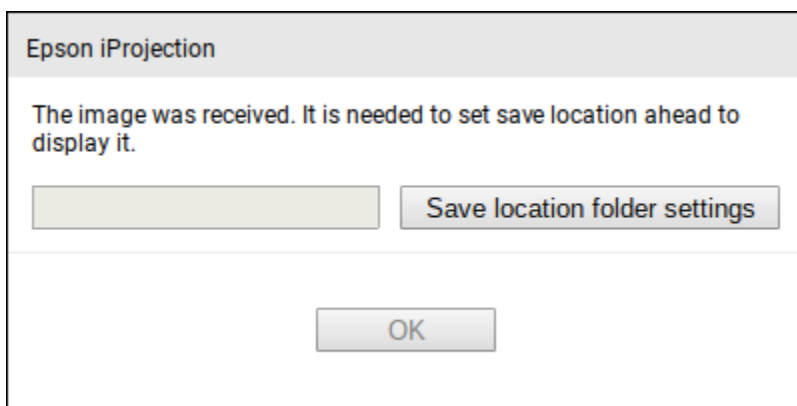 Epson iProjection
The image was received. It is needed to set save location ahead to
display it.
Save location folder settings
OK